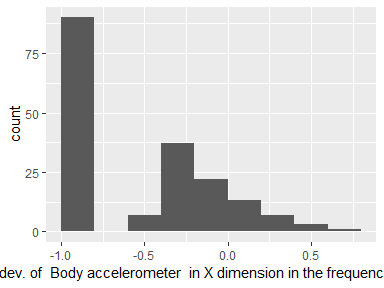 count
75
50
25
0
-1.0 -0.5 0.0 0.5
dev. of Body accelerometer in X dimension in the frequenc